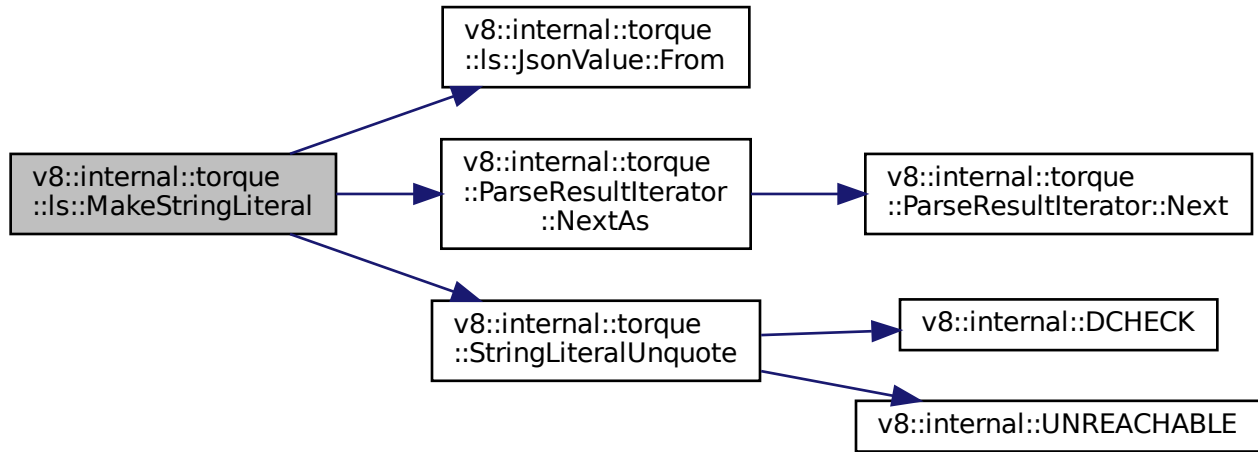 v8::internal::torque
::ls::JsonValue::From
v8::internal::torque
::ls::MakeStringLiteral
v8::internal::torque
::ParseResultIterator
::NextAs
v8::internal::torque
::ParseResultIterator::Next
v8::internal::torque
::StringLiteralUnquote
v8::internal::DCHECK
v8::internal::UNREACHABLE